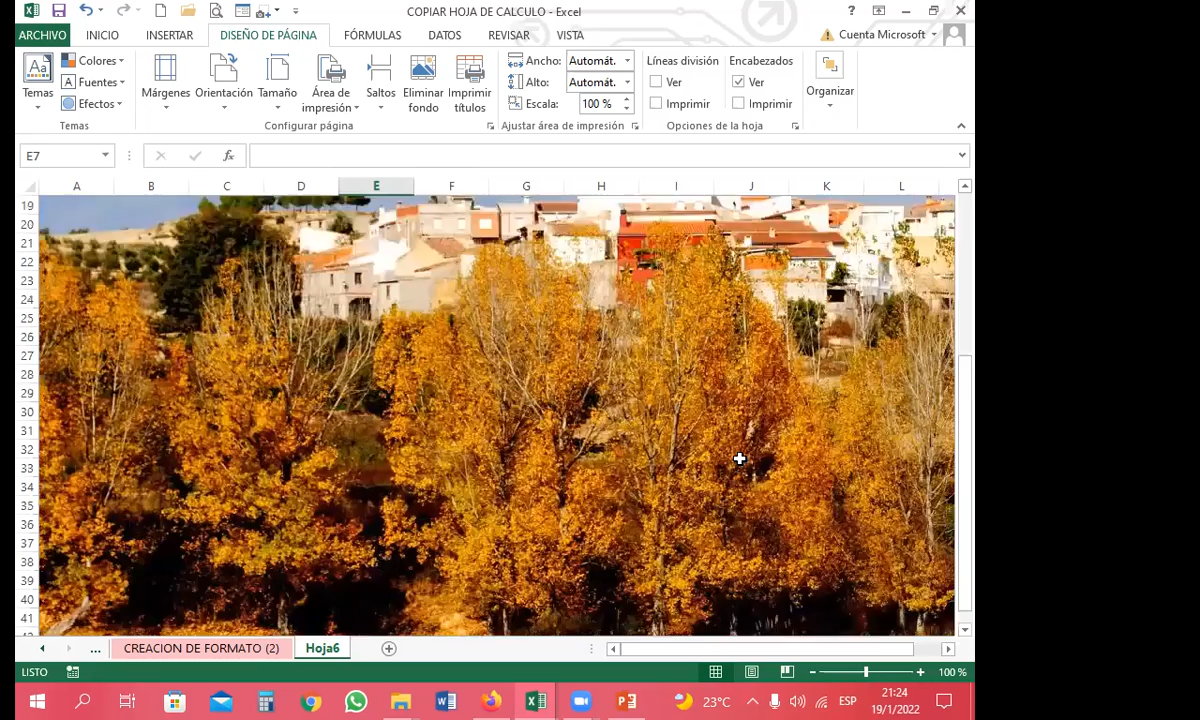 COPIAR HOJA DE CALCULO - Excel
ARCHIVO INICIO INSERTAR DISEÑO DE PÁGINA FÓRMULAS DATOS REVISAR VISTA Cuenta Microsoft
Temas
Colores
Fuentes
Efectos
Temas
Márgenes
Orientación
Tamaño
Área de impresión
Saltos
Eliminar fondo
Imprimir títulos
Configurar página
Ancho: Automát.
Alto: Automát.
Escala: 100 %
Ajustar área de impresión
Líneas división
Ver
Imprimir
Encabezados
Ver
Imprimir
Opciones de la hoja
Organizar
E7 fx
A B C D E F G H I J K L
19
20
21
22
23
24
25
26
27
28
29
30
31
32
33
34
35
36
37
38
39
40
41
... CREACION DE FORMATO (2) Hoja6
LISTO 100 %
23°C ESP 21:24
19/1/2022